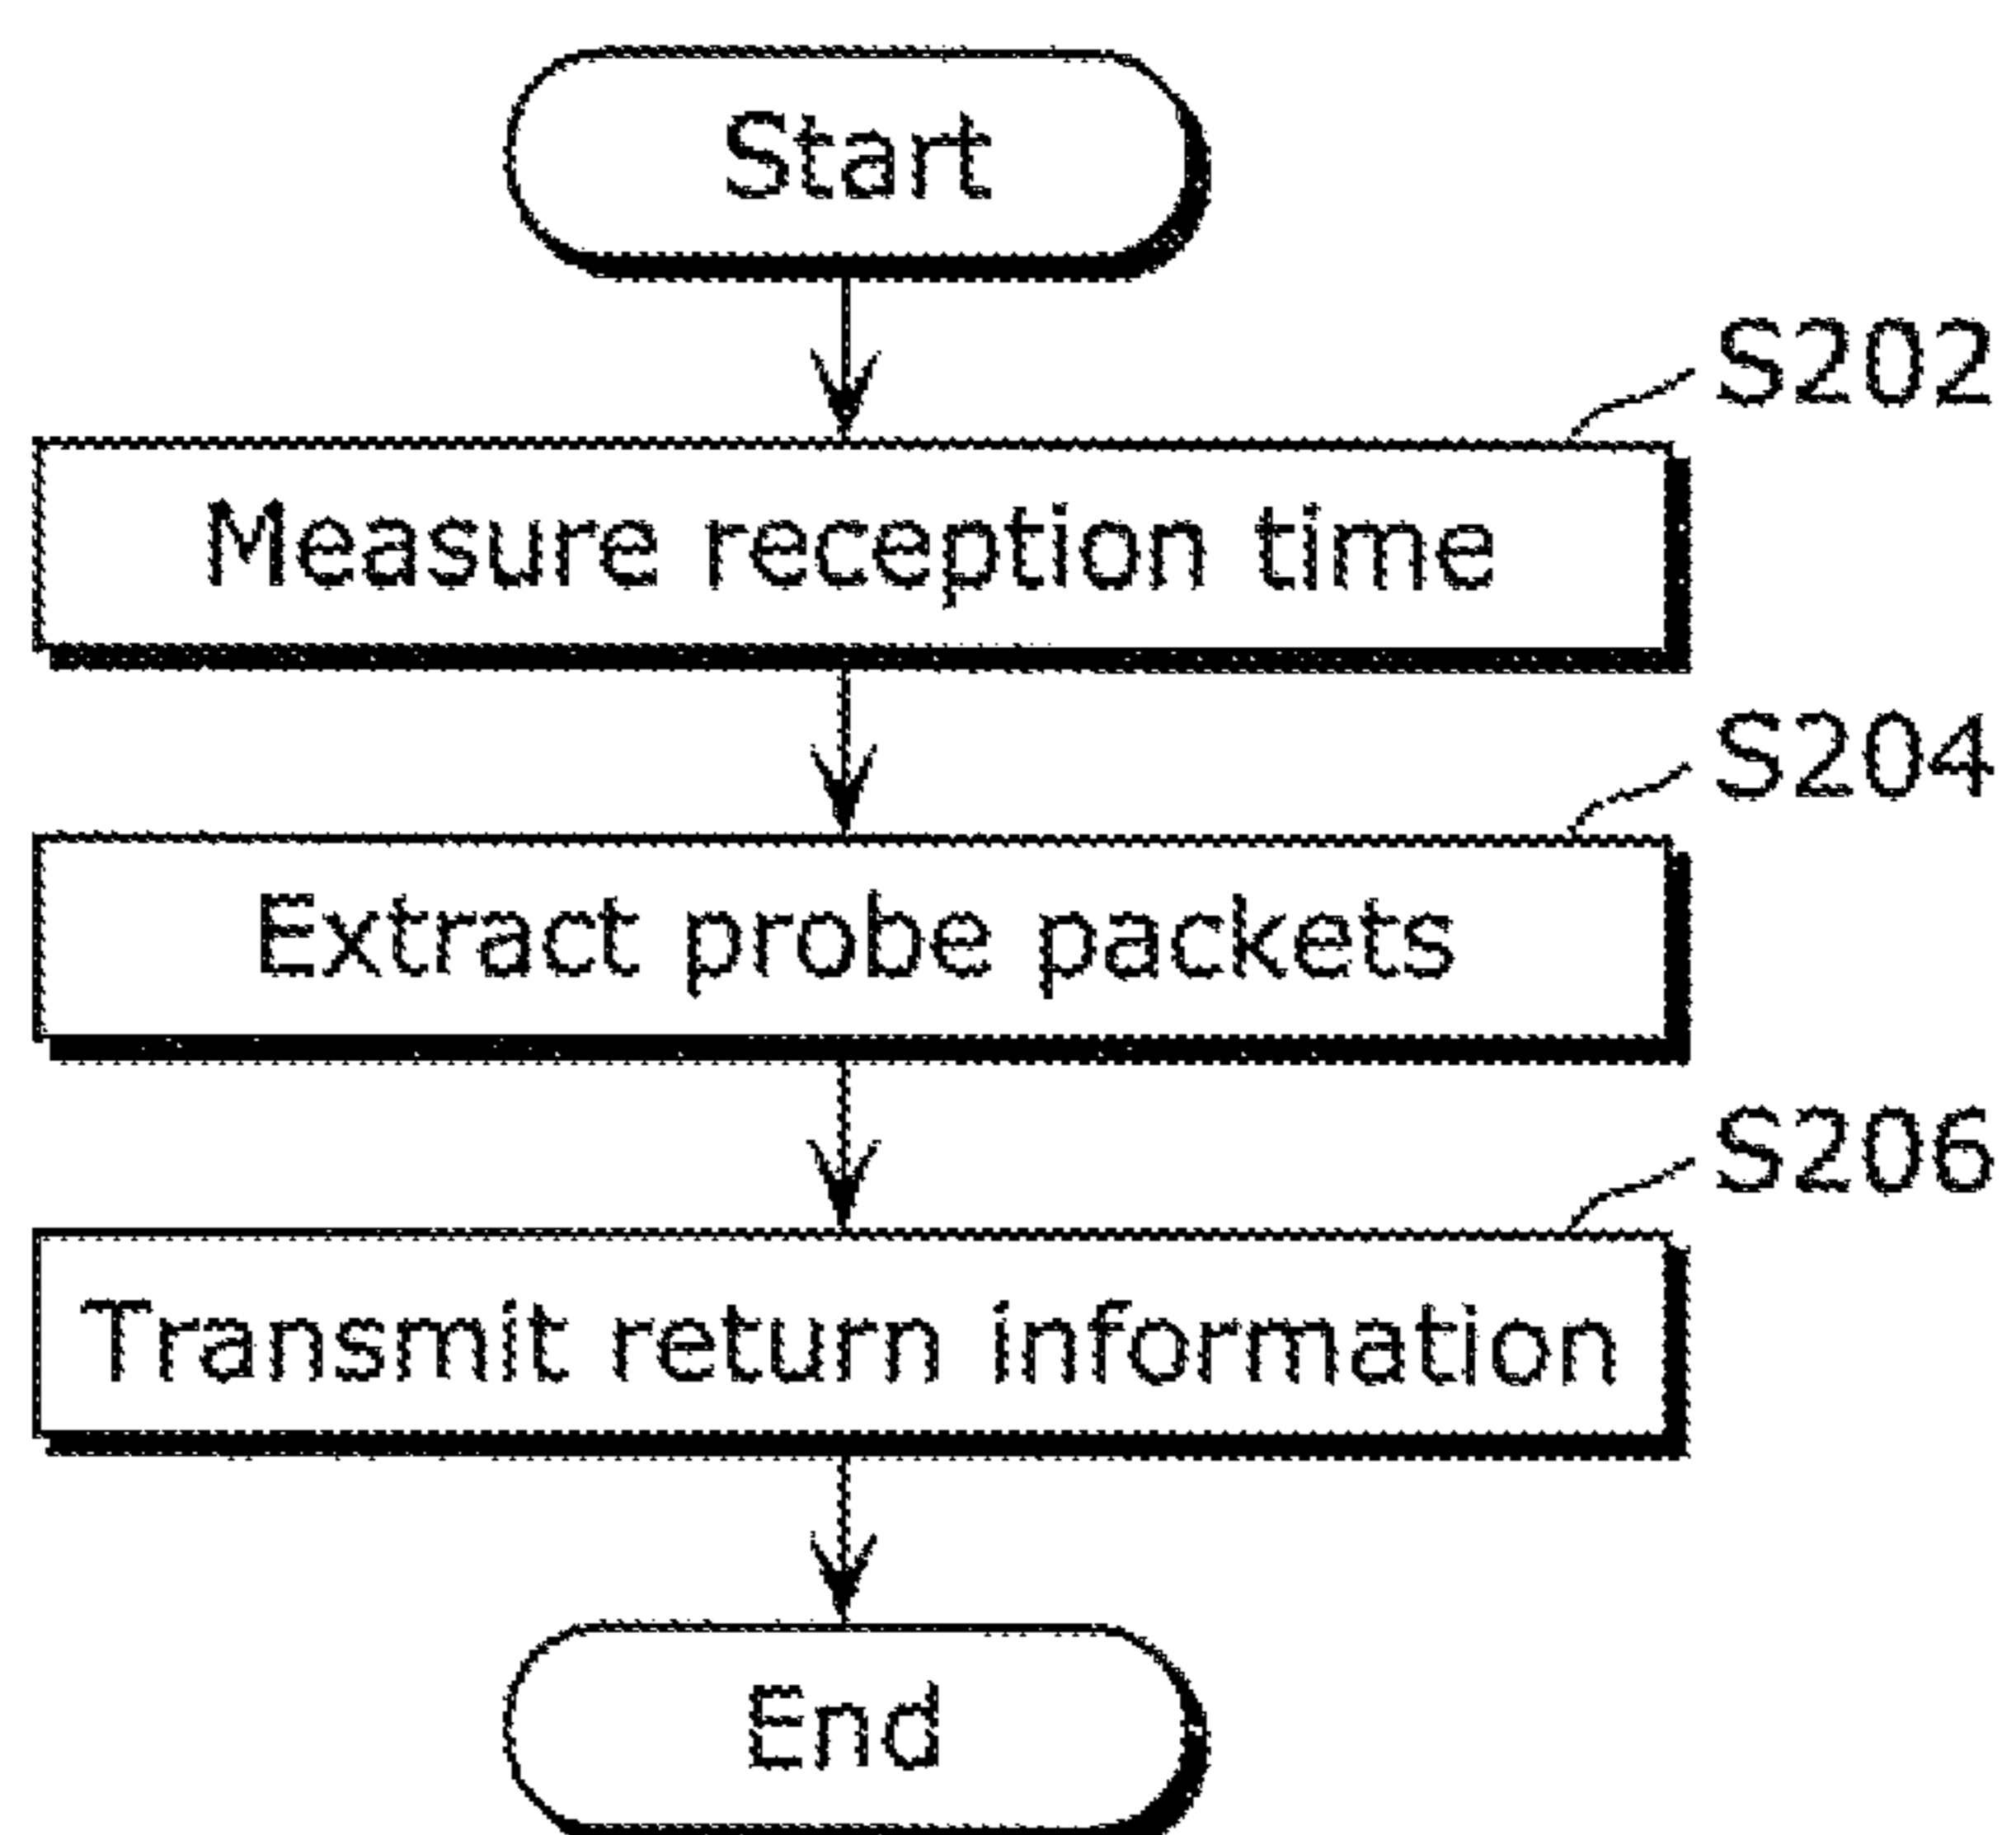 Start
S202
Measure reception time
S204
Extract probe packets
S206
Transmit return information
End